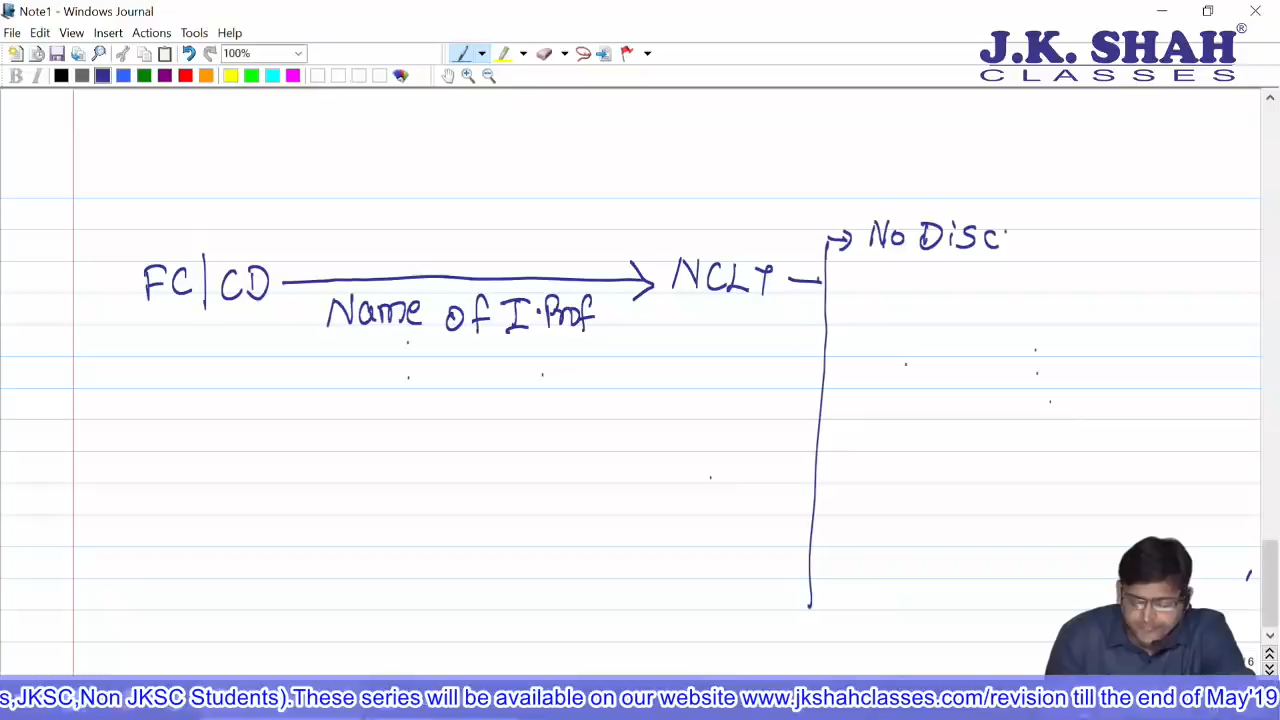 Note1 - Windows Journal
File Edit View Insert Actions Tools Help
100%
B I
J.K. SHAH®
CLASSES
No Disc
FC|CD NCLT
Name of I.Prof
6
s,JKSC,Non JKSC Students).These series will be available on our website www.jkshahclasses.com/revision till the end of May'19